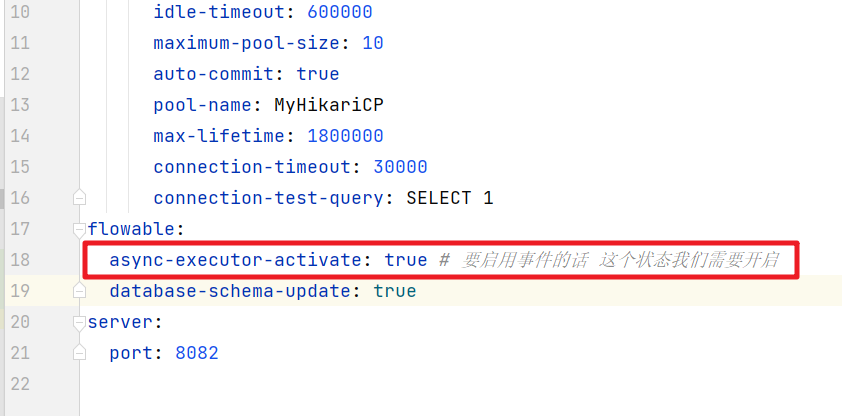 10 idle-timeout: 600000
11 maximum-pool-size: 10
12 auto-commit: true
13 pool-name: MyHikariCP
14 max-lifetime: 1800000
15 connection-timeout: 30000
16 connection-test-query: SELECT 1
17 flowable:
18 async-executor-activate: true # 要启用事件的话 这个状态我们需要开启
19 database-schema-update: true
20 server:
21 port: 8082
22